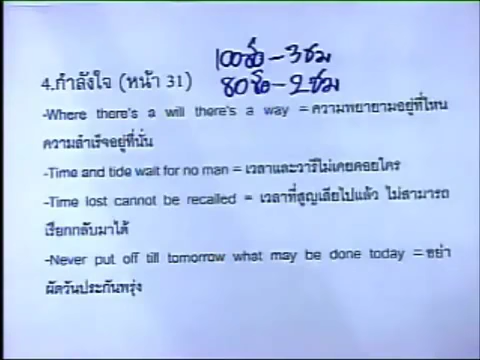 100 ข้อ - 3 ชม
4.กำลังใจ (หน้า 31) 80 ข้อ - 2 ชม
-Where there's a will there's a way = ความพยายามอยู่ที่ไหน
ความสำเร็จอยู่ที่นั่น
-Time and tide wait for no man = เวลาและวารีไม่เคยคอยใคร
-Time lost cannot be recalled = เวลาที่สูญเสียไปแล้ว ไม่สามารถ
เรียกกลับมาได้
-Never put off till tomorrow what may be done today = อย่า
ผัดวันประกันพรุ่ง